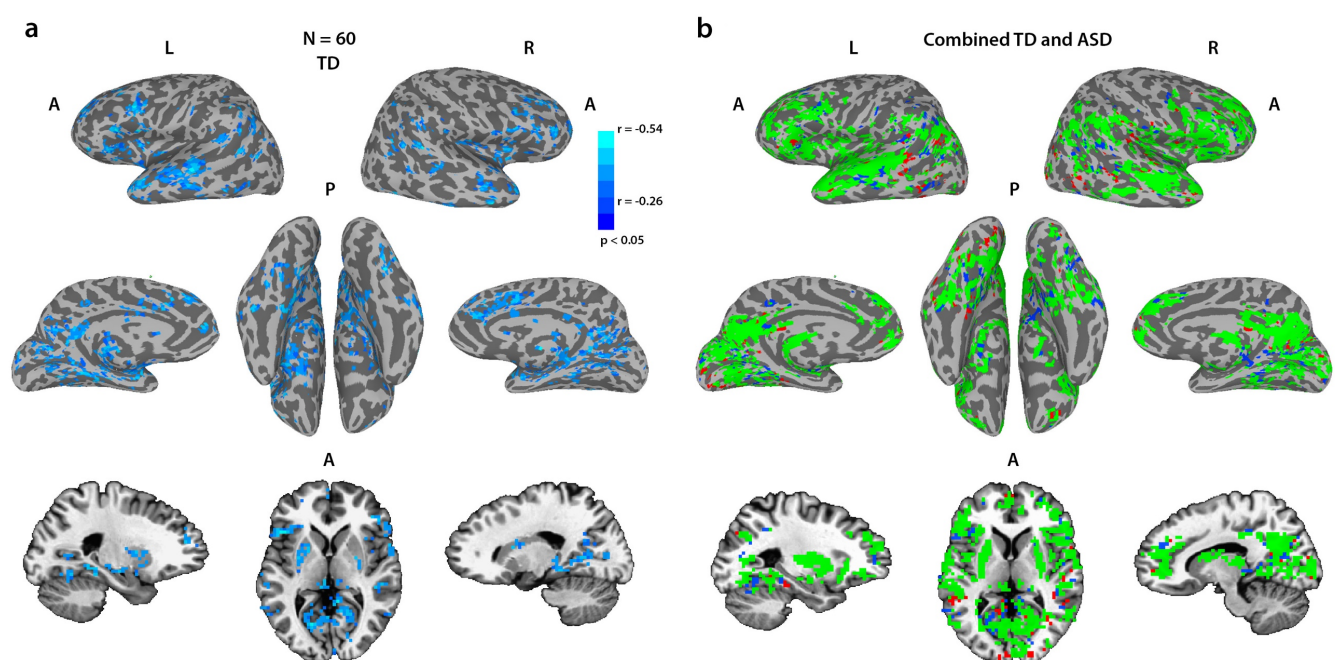 a
N = 60
TD
L
R
A
A
r = -0.54
r = -0.26
p < 0.05
P
A
b
Combined TD and ASD
L
R
A
A
P
A